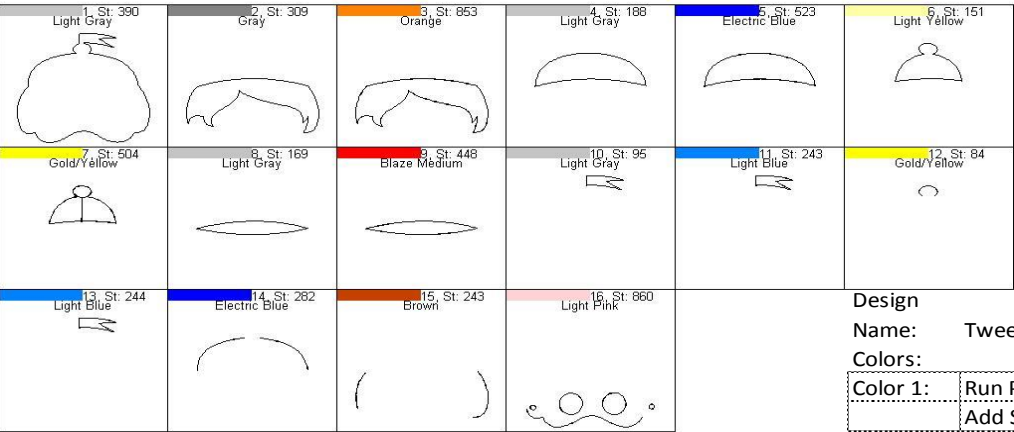 1, St: 390
Light Gray
2, St: 309
Gray
3, St: 853
Orange
4, St: 188
Light Gray
5, St: 523
Electric Blue
6, St: 151
Light Yellow
7, St: 504
Gold/Yellow
8, St: 169
Light Gray
9, St: 448
Blaze Medium
10, St: 95
Light Gray
11, St: 243
Light Blue
12, St: 84
Gold/Yellow
13, St: 244
Light Blue
14, St: 282
Electric Blue
15, St: 243
Brown
16, St: 860
Light Pink
Design
Name: Twee
Colors:
Color 1: Run
Add